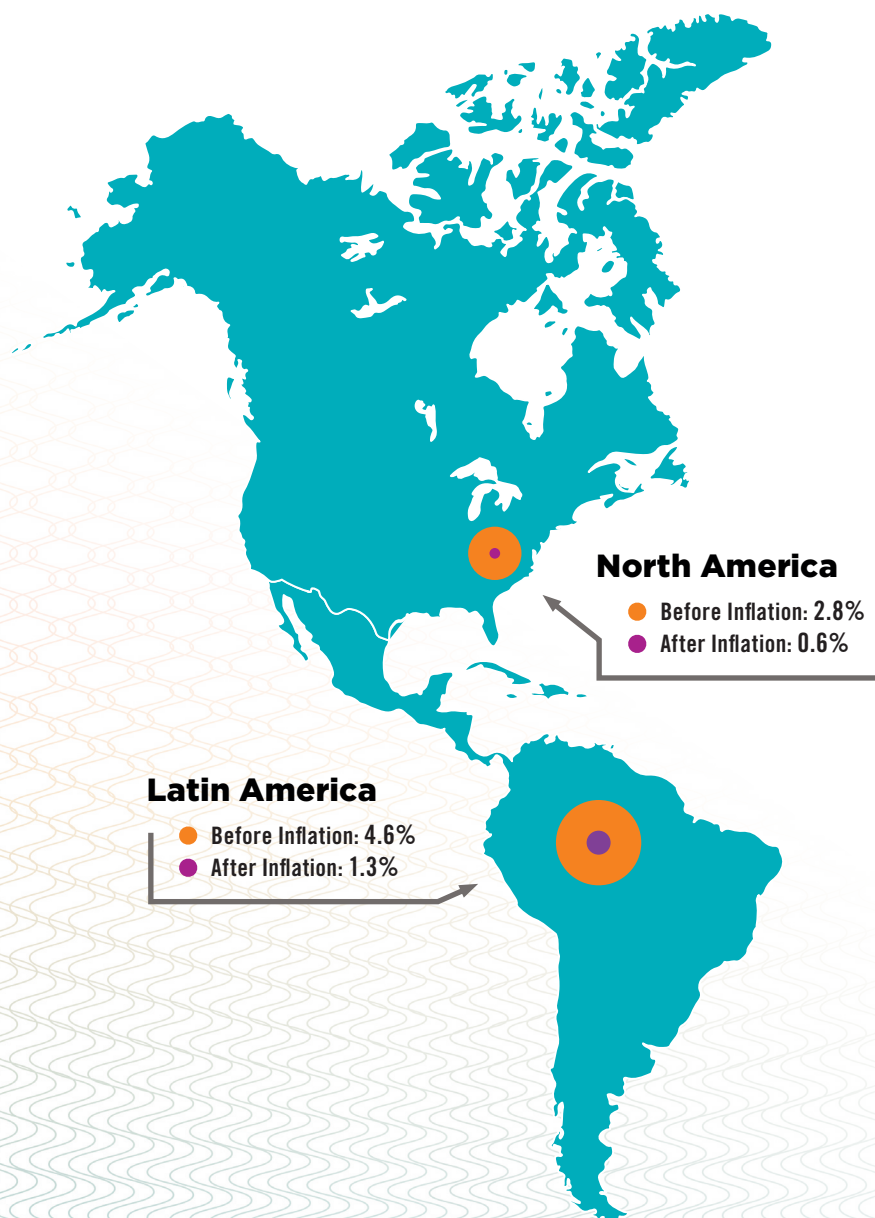 North America
Before Inflation: 2.8%
After Inflation: 0.6%
Latin America
Before Inflation: 4.6%
After Inflation: 1.3%